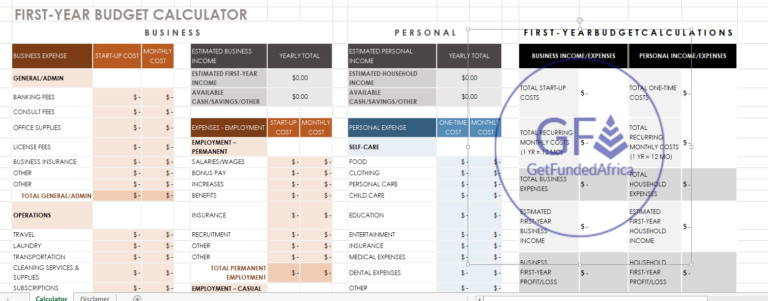 FIRST-YEAR BUDGET CALCULATOR
BUSINESS
BUSINESS EXPENSE START-UP COST MONTHLY COST
GENERAL/ADMIN
BANKING FEES $ - $ -
CONSULT FEES $ - $ -
OFFICE SUPPLIES $ - $ -
LICENSE FEES $ - $ -
BUSINESS INSURANCE $ - $ -
OTHER $ - $ -
OTHER $ - $ -
TOTAL GENERAL/ADMIN $ - $ -
OPERATIONS
TRAVEL $ - $ -
LAUNDRY $ - $ -
TRANSPORTATION $ - $ -
CLEANING SERVICES &
SUPPLIES $ - $ -
SUBSCRIPTIONS $ - $ -
ESTIMATED BUSINESS
INCOME YEARLY TOTAL
ESTIMATED FIRST-YEAR
INCOME $0.00
AVAILABLE
CASH/SAVINGS/OTHER $0.00
EXPENSES - EMPLOYMENT START-UP COST MONTHLY COST
EMPLOYMENT –
PERMANENT
SALARIES/WAGES $ - $ -
BONUS PAY $ - $ -
INCREASES $ - $ -
BENEFITS $ - $ -
INSURANCE $ - $ -
RECRUITMENT $ - $ -
OTHER $ - $ -
OTHER $ - $ -
TOTAL PERMANENT
EMPLOYMENT $ - $ -
EMPLOYMENT – CASUAL
PERSONAL
ESTIMATED PERSONAL
INCOME YEARLY TOTAL
ESTIMATED HOUSEHOLD
INCOME $0.00
AVAILABLE
CASH/SAVINGS/OTHER $0.00
PERSONAL EXPENSE ONE-TIME COST MONTHLY COST
SELF-CARE
FOOD $ - $ -
CLOTHING $ - $ -
PERSONAL CARE $ - $ -
CHILD CARE $ - $ -
EDUCATION $ - $ -
ENTERTAINMENT $ - $ -
INSURANCE $ - $ -
MEDICAL EXPENSES $ - $ -
DENTAL EXPENSES $ - $ -
OTHER $ - $ -
FIRST-YEAR BUDGET CALCULATIONS
BUSINESS INCOME/EXPENSES PERSONAL INCOME/EXPENSES
TOTAL START-UP
COSTS $ -
TOTAL ONE-TIME
COSTS $ -
TOTAL RECURRING
MONTHLY COSTS
(1 YR = 12 MO) $ -
TOTAL
RECURRING
MONTHLY COSTS
(1 YR = 12 MO) $ -
TOTAL BUSINESS
EXPENSES $ -
TOTAL
HOUSEHOLD
EXPENSES $ -
ESTIMATED
FIRST-YEAR
BUSINESS
INCOME $ -
ESTIMATED
FIRST-YEAR
HOUSEHOLD
INCOME $ -
BUSINESS
FIRST-YEAR
PROFIT/LOSS $ -
HOUSEHOLD
FIRST-YEAR
PROFIT/LOSS $ -
GF
GetFundedAfrica
Calculator Disclaimer